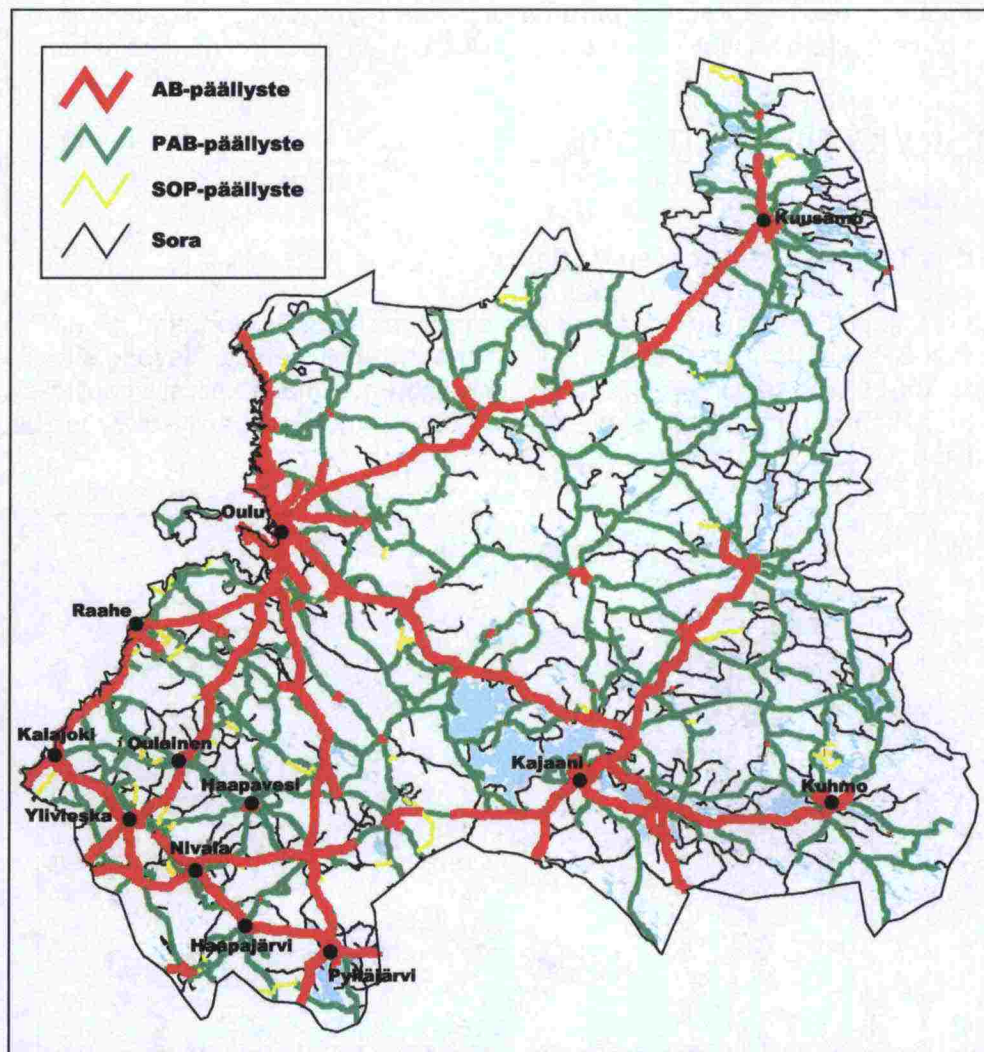 AB-päällyste
PAB-päällyste
SOP-päällyste
Sora
Kuusamo
Oulu
Raahe
Kalajoki
Oulainen
Haapavesi
Kajaani
Kuhmo
Ylivieska
Nivala
Haapajärvi
Pyhäjärvi